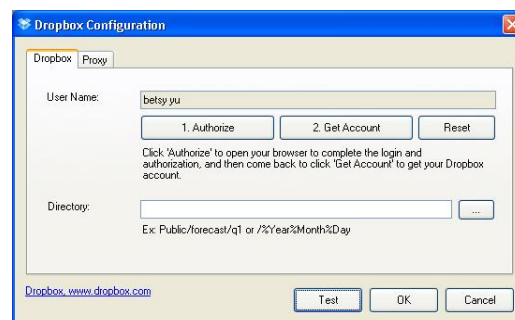 Dropbox Configuration
Dropbox Proxy
User Name: betsy yu
1. Authorize 2. Get Account Reset
Click 'Authorize' to open your browser to complete the login and
authorization, and then come back to click 'Get Account' to get your Dropbox
account.
Directory: ...
Ex: Public/forecast/q1 or /%Year%Month%Day
Dropbox, www.dropbox.com
Test OK Cancel